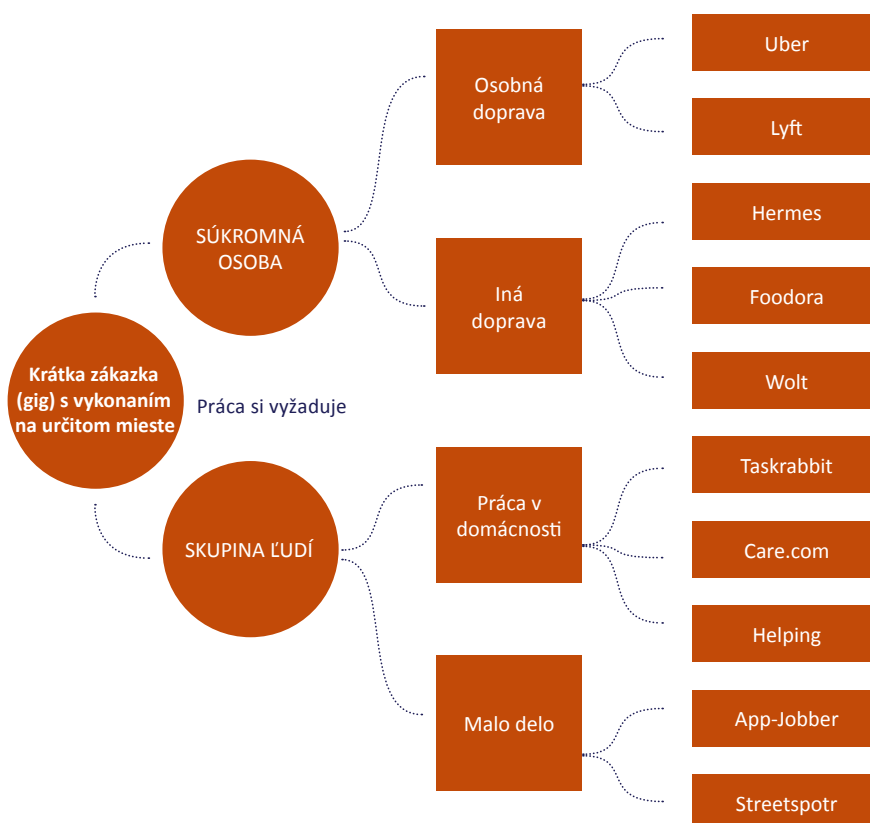 Krátka zákazka
(gig) s vykonaním
na určitom mieste
Práca si vyžaduje
SÚKROMNÁ
OSOBA
Osobná
doprava
Uber
Lyft
Iná
doprava
Hermes
Foodora
Wolt
SKUPINA ĽUDÍ
Práca v
domácnosti
Taskrabbit
Care.com
Helping
Malo delo
App-Jobber
Streetspotr